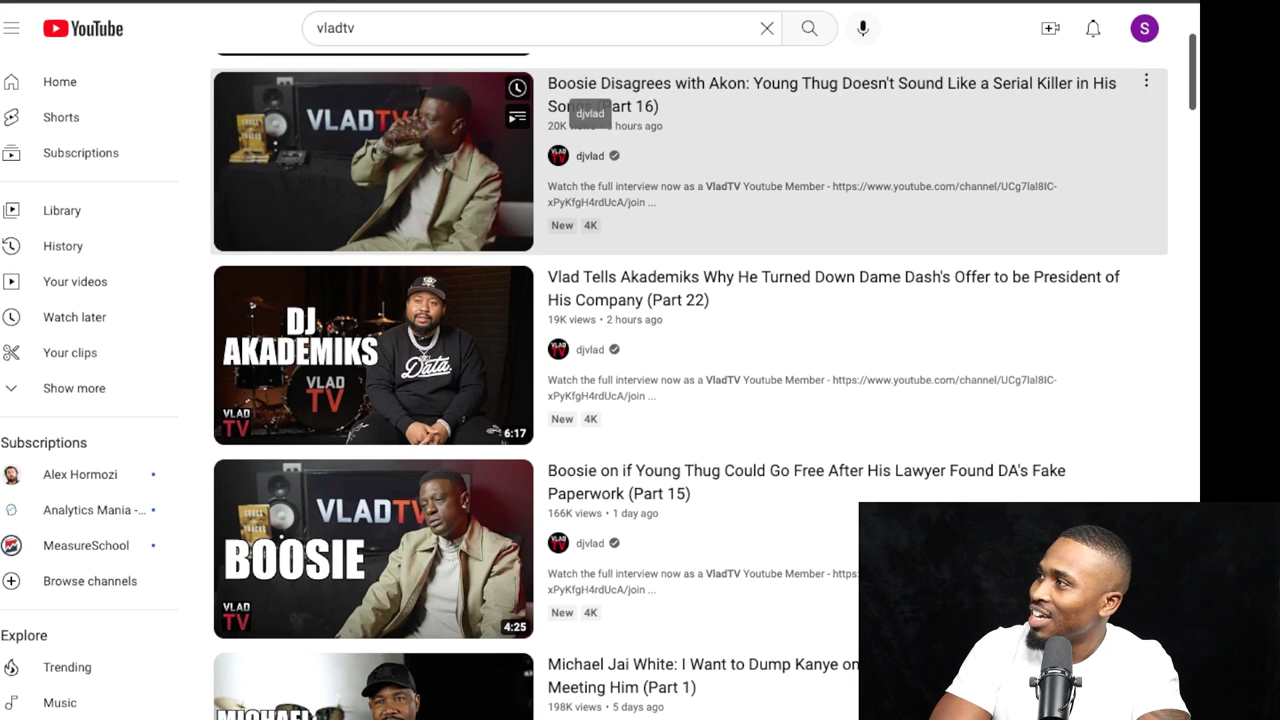 YouTube
vladtv
S
Home
Shorts
Subscriptions
Library
History
Your videos
Watch later
Your clips
Show more
Subscriptions
Alex Hormozi
Analytics Mania -...
MeasureSchool
Browse channels
Explore
Trending
Music
VLADTV
Boosie Disagrees with Akon: Young Thug Doesn't Sound Like a Serial Killer in His
(Part 16)
djvlad
20K hours ago
djvlad
Watch the full interview now as a VladTV Youtube Member - https://www.youtube.com/channel/UCg7lal8IC-
xPyKfgH4rdUcA/join ...
New 4K
DJ
AKADEMIKS
VLAD
TV
Data.
VLAD
TV
6:17
Vlad Tells Akademiks Why He Turned Down Dame Dash's Offer to be President of
His Company (Part 22)
19K views • 2 hours ago
djvlad
Watch the full interview now as a VladTV Youtube Member - https://www.youtube.com/channel/UCg7lal8IC-
xPyKfgH4rdUcA/join ...
New 4K
VLADTV
BOOSIE
VLAD
TV
4:25
Boosie on if Young Thug Could Go Free After His Lawyer Found DA's Fake
Paperwork (Part 15)
166K views • 1 day ago
djvlad
Watch the full interview now as a VladTV Youtube Member - https:
xPyKfgH4rdUcA/join ...
New 4K
MICHAEL
Michael Jai White: I Want to Dump Kanye on
Meeting Him (Part 1)
198K views • 5 days ago